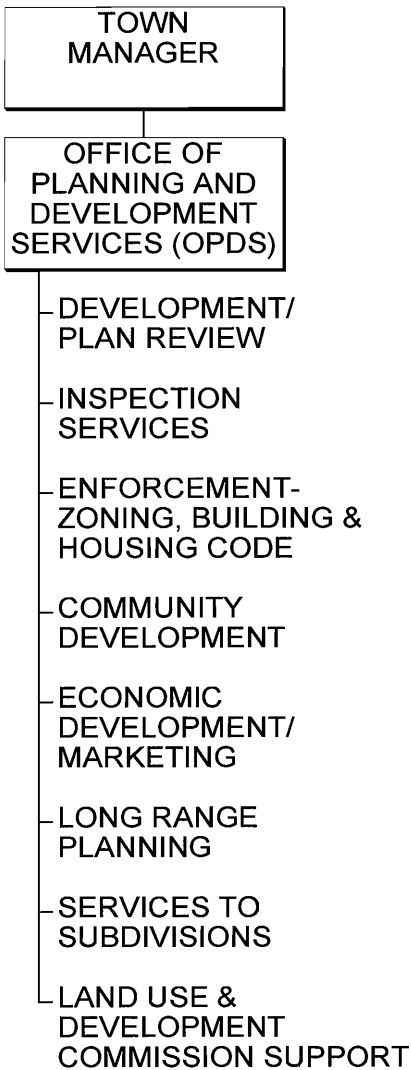 TOWN
MANAGER
OFFICE OF
PLANNING AND
DEVELOPMENT
SERVICES (OPDS)
DEVELOPMENT/
PLAN REVIEW
INSPECTION
SERVICES
ENFORCEMENT-
ZONING, BUILDING &
HOUSING CODE
COMMUNITY
DEVELOPMENT
ECONOMIC
DEVELOPMENT/
MARKETING
LONG RANGE
PLANNING
SERVICES TO
SUBDIVISIONS
LAND USE &
DEVELOPMENT
COMMISSION SUPPORT